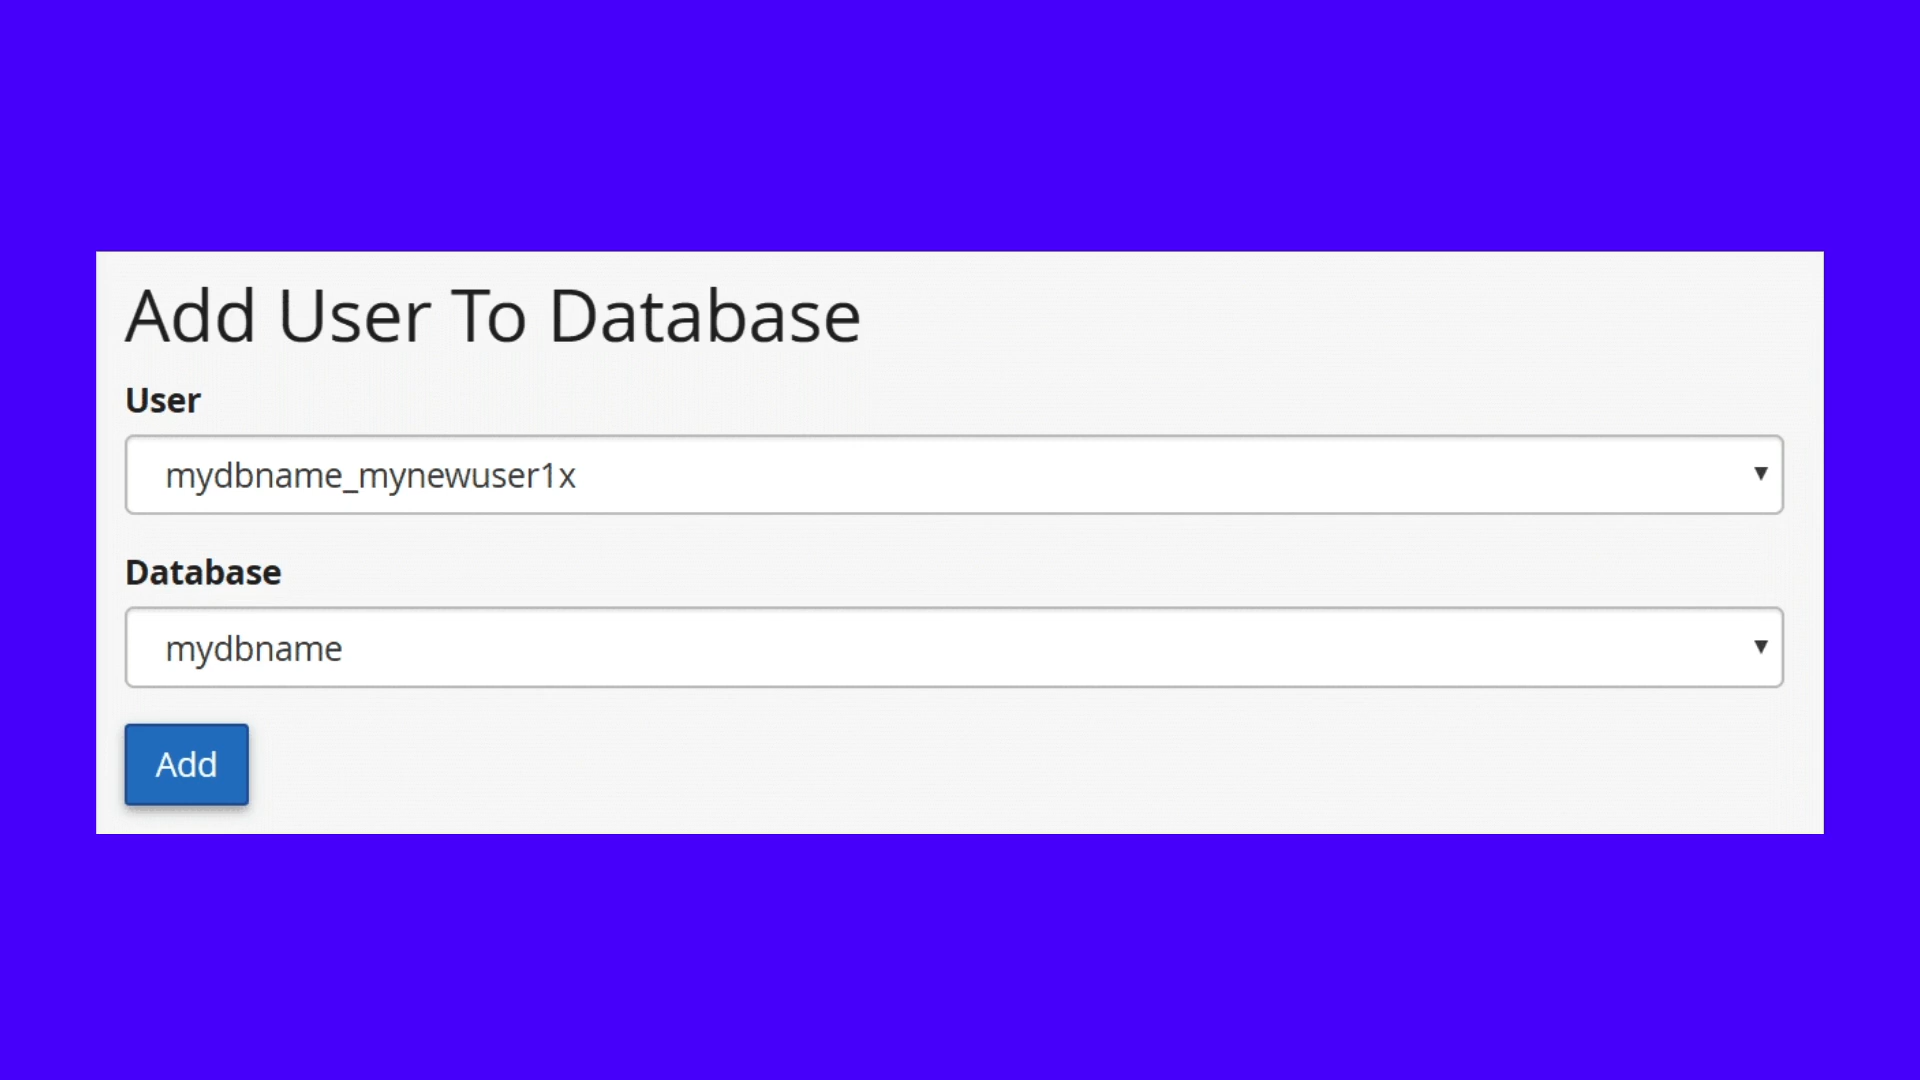 Add User To Database
User
mydbname_mynewuser1x
Database
mydbname
Add